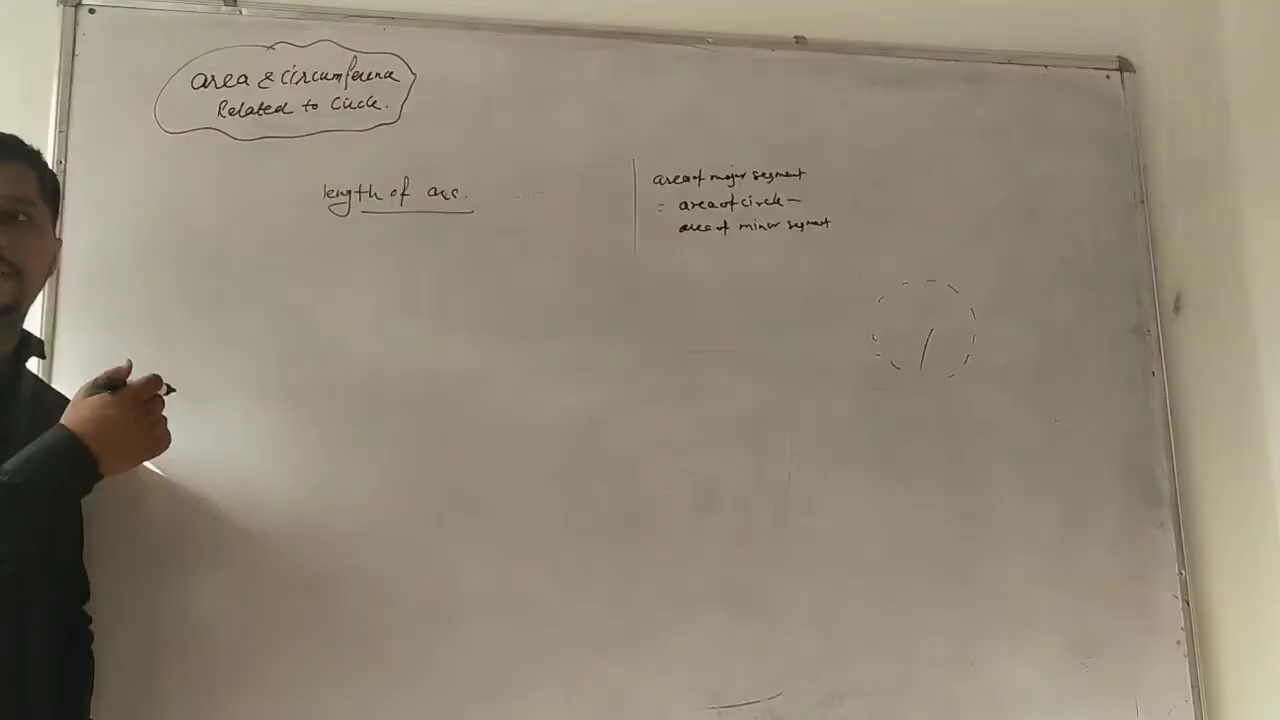 area & circumference
Related to Circle.
length of arc.
area of major segment
= area of circle –
area of minor segment